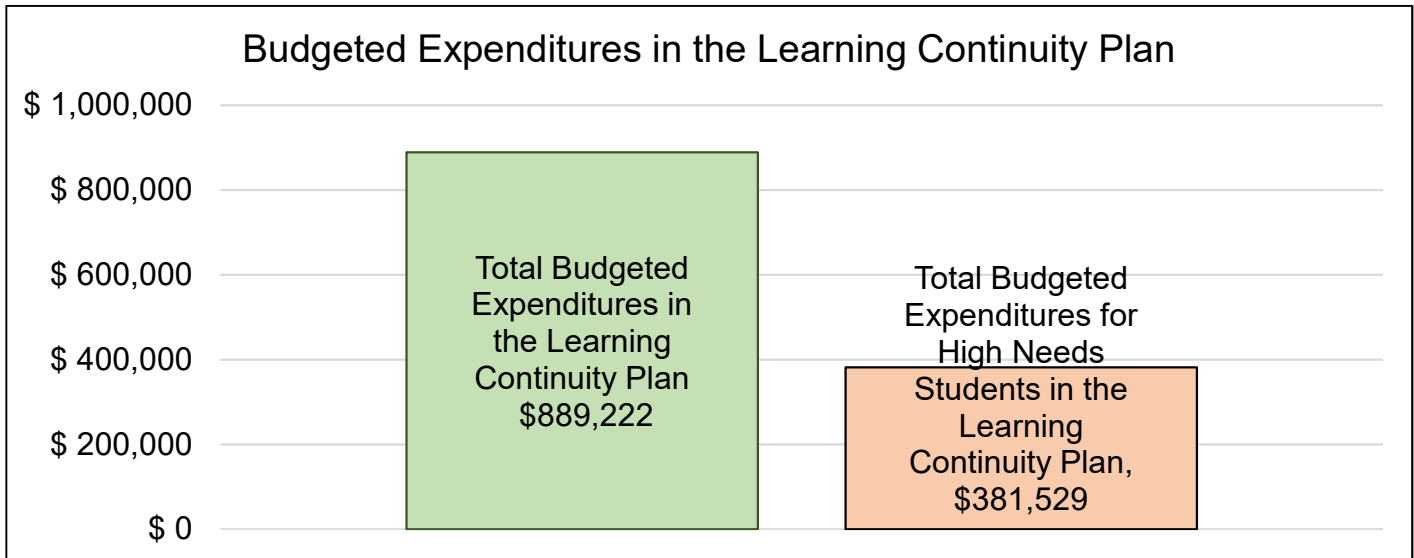 Budgeted Expenditures in the Learning Continuity Plan
$ 1,000,000
$ 800,000
$ 600,000
$ 400,000
$ 200,000
$ 0
Total Budgeted
Expenditures in
the Learning
Continuity Plan
$889,222
Total Budgeted
Expenditures for
High Needs
Students in the
Learning
Continuity Plan,
$381,529